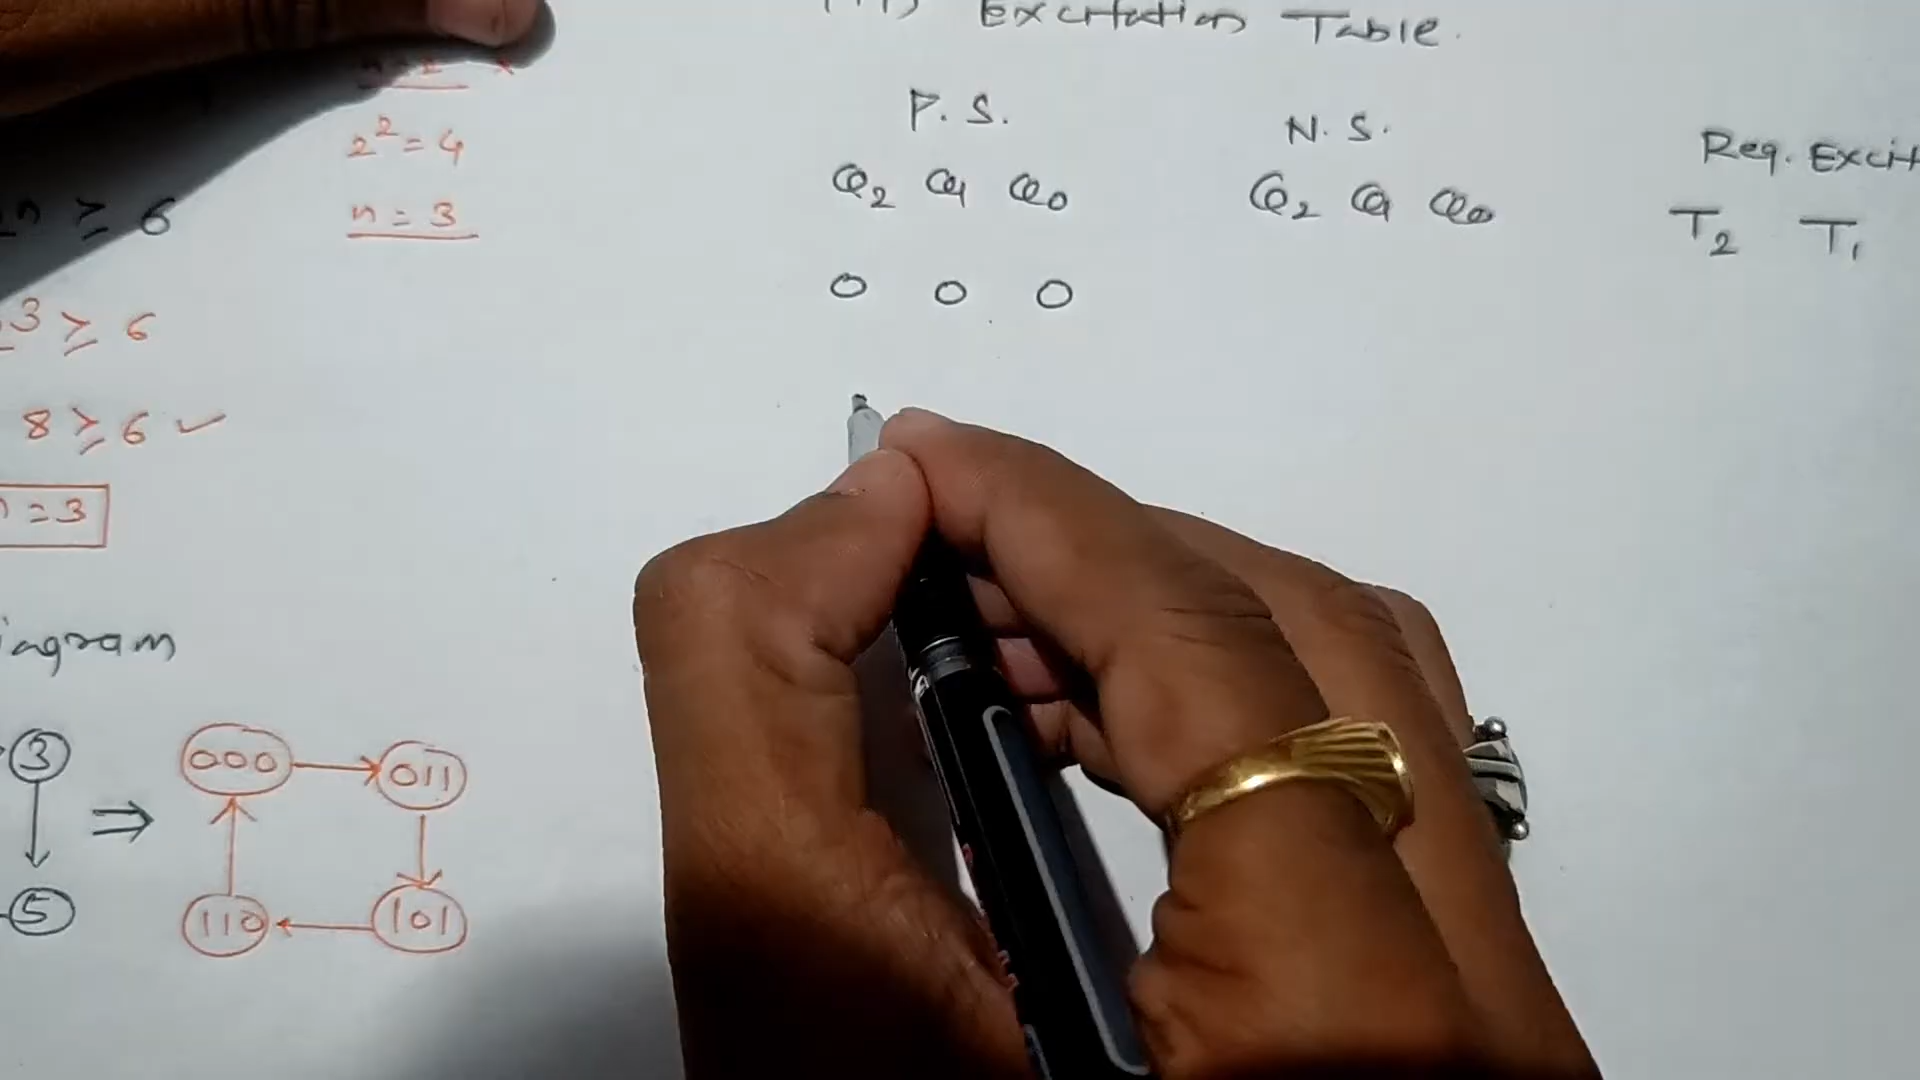 Excitation Table.
2² = 4
n = 3
≥ 6
3 ≥ 6
8 ≥ 6 ✓
= 3
P. S.
N. S.
Req. Excit
Q2 Q1 Q0
Q2 Q1 Q0
T2 T1
0 0 0
iagram
3
5
⇒
000 → 011
110 ← 101